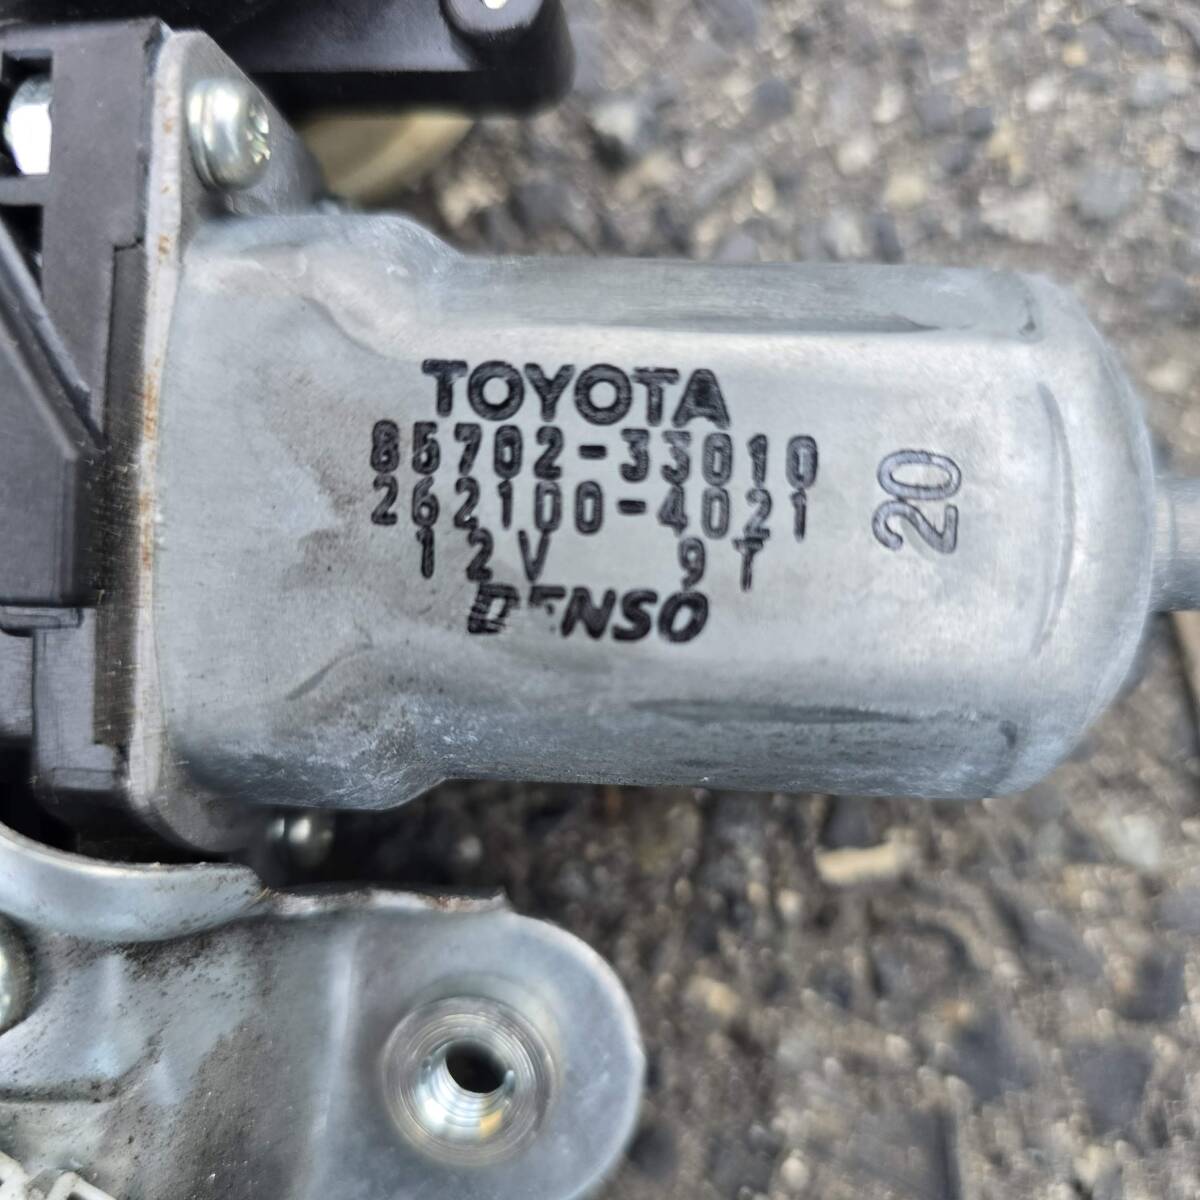 TOYOTA
85702-33010
262100-4021
12V 9T
DENSO
20